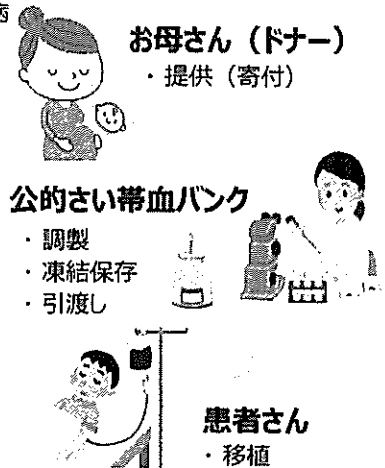 病
お母さん（ドナー）
・提供（寄付）
公的さい帯血バンク
・調製
・凍結保存
・引渡し
患者さん
・移植